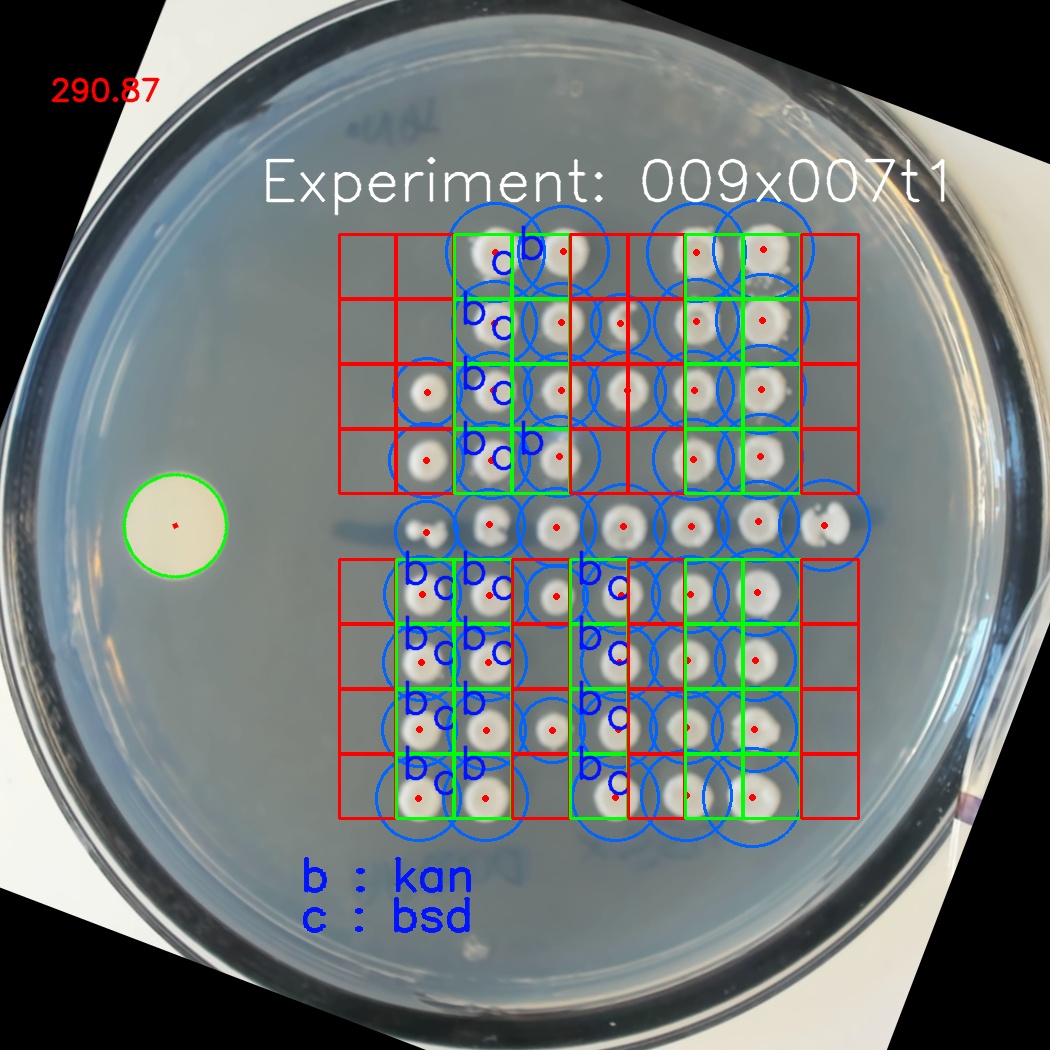 290.87
Experiment: 009x007t1
c b
b c
b c
b c b
b c b c b c
b c b c b c
b c b b c
b c b b c
b : kan
c : bsd